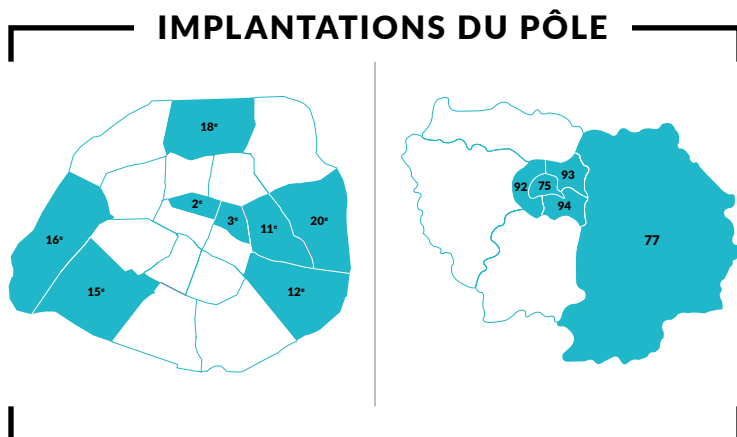 IMPLANTATIONS DU PÔLE
18e
2e
3e
11e
20e
16e
15e
12e
93
92
75
94
77